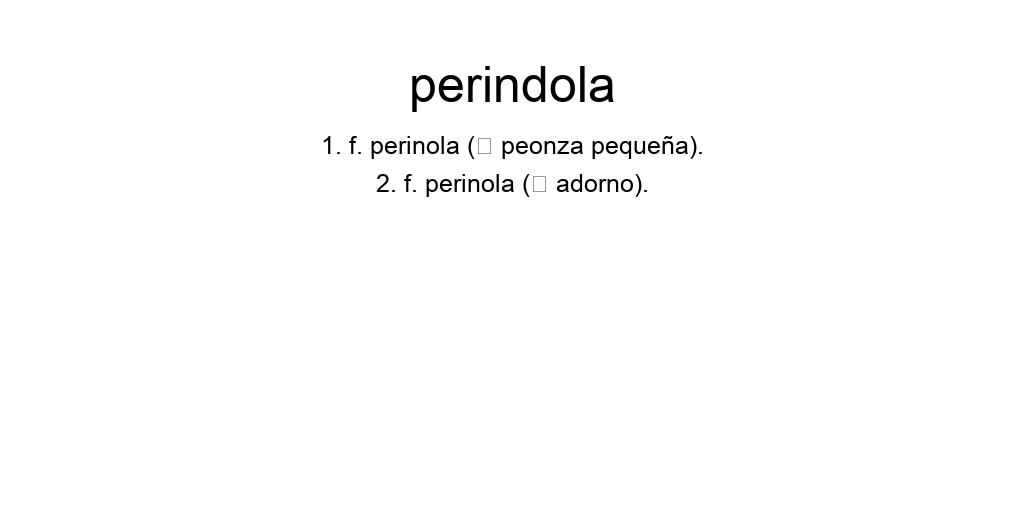 perindola
1. f. perinola (□ peonza pequeña).
2. f. perinola (□ adorno).